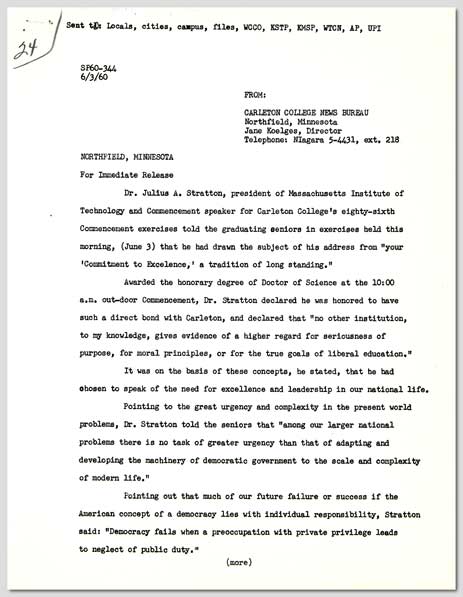 Sent to: Locals, cities, campus, files, WCCO, KSTP, KMSP, WTCN, AP, UPI
24
SP60-344
6/3/60
FROM:
CARLETON COLLEGE NEWS BUREAU
Northfield, Minnesota
Jane Koelges, Director
Telephone: NIagara 5-4431, ext. 218
NORTHFIELD, MINNESOTA
For Immediate Release
Dr. Julius A. Stratton, president of Massachusetts Institute of
Technology and Commencement speaker for Carleton College's eighty-sixth
Commencement exercises told the graduating seniors in exercises held this
morning, (June 3) that he had drawn the subject of his address from "your
'Commitment to Excelence,' a tradition of long standing."
Awarded the honorary degree of Doctor of Science at the 10:00
a.m. out-door Commencement, Dr. Stratton declared he was honored to have
such a direct bond with Carleton, and declared that "no other institution,
to my knowledge, gives evidence of a higher regard for seriousness of
purpose, for moral principles, or for the true goals of liberal education."
It was on the basis of these concepts, he stated, that he had
chosen to speak of the need for excellence and leadership in our national life.
Pointing to the great urgency and complexity in the present world
problems, Dr. Stratton told the seniors that "among our larger national
problems there is no task of greater urgency than that of adapting and
developing the machinery of democratic government to the scale and complexity
of modern life."
Pointing out that much of our future failure or success if the
American concept of a democracy lies with individual responsibility, Stratton
said: "Democracy fails when a preoccupation with private privilege leads
to neglect of public duty."
(more)